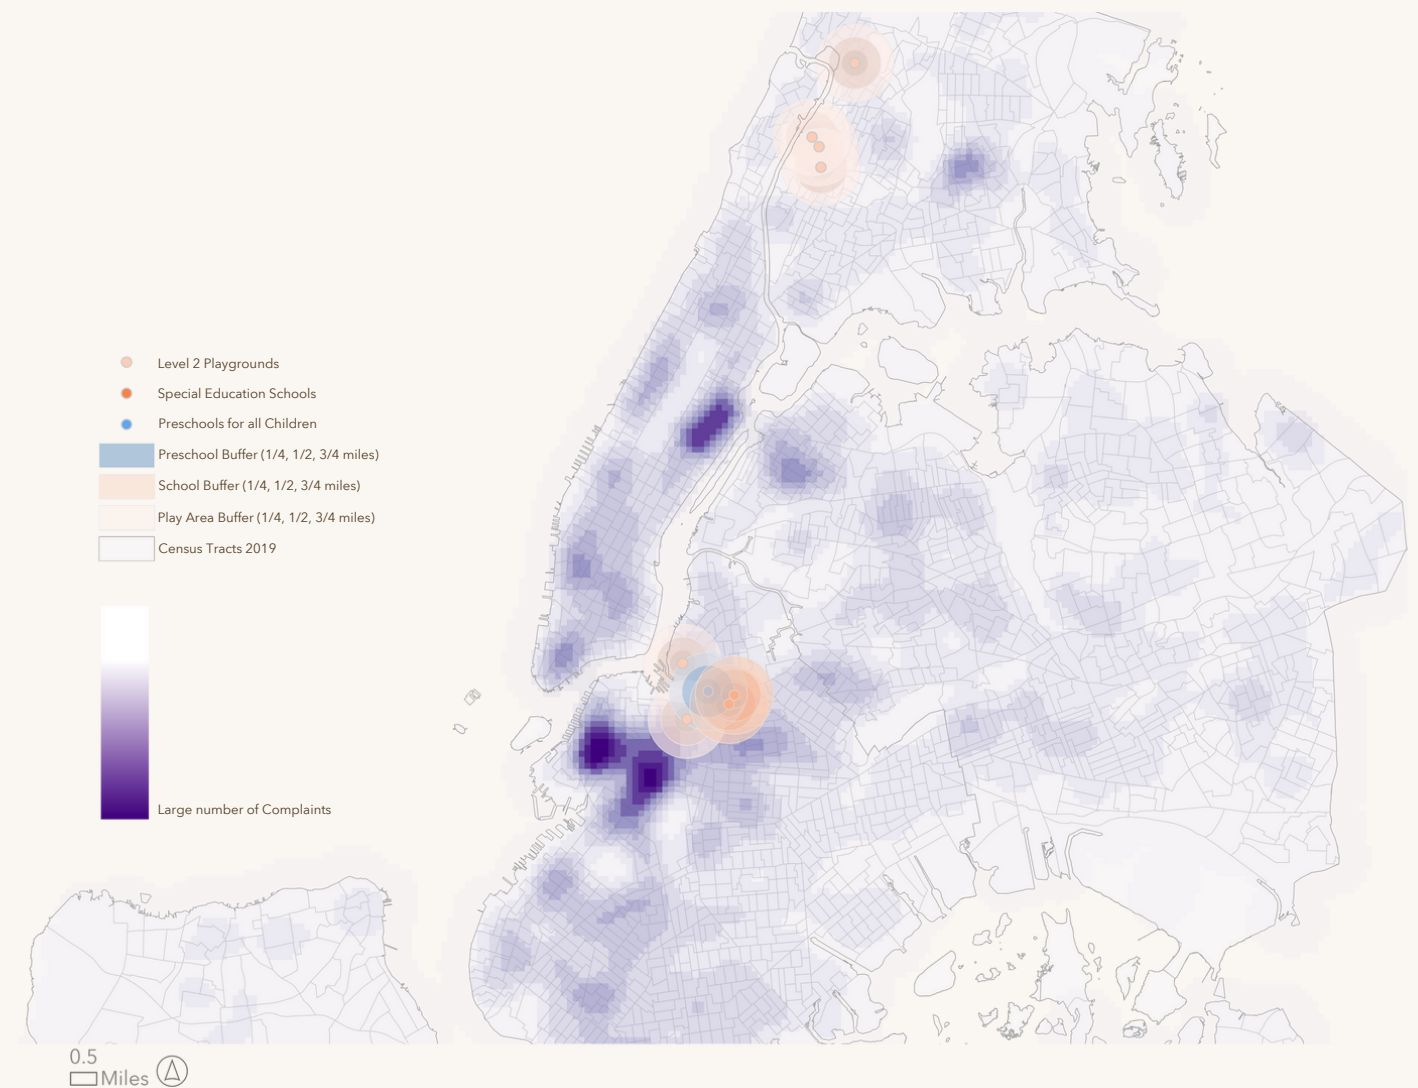 Level 2 Playgrounds
Special Education Schools
Preschools for all Children
Preschool Buffer (1/4, 1/2, 3/4 miles)
School Buffer (1/4, 1/2, 3/4 miles)
Play Area Buffer (1/4, 1/2, 3/4 miles)
Census Tracts 2019
Large number of Complaints
0.5
Miles